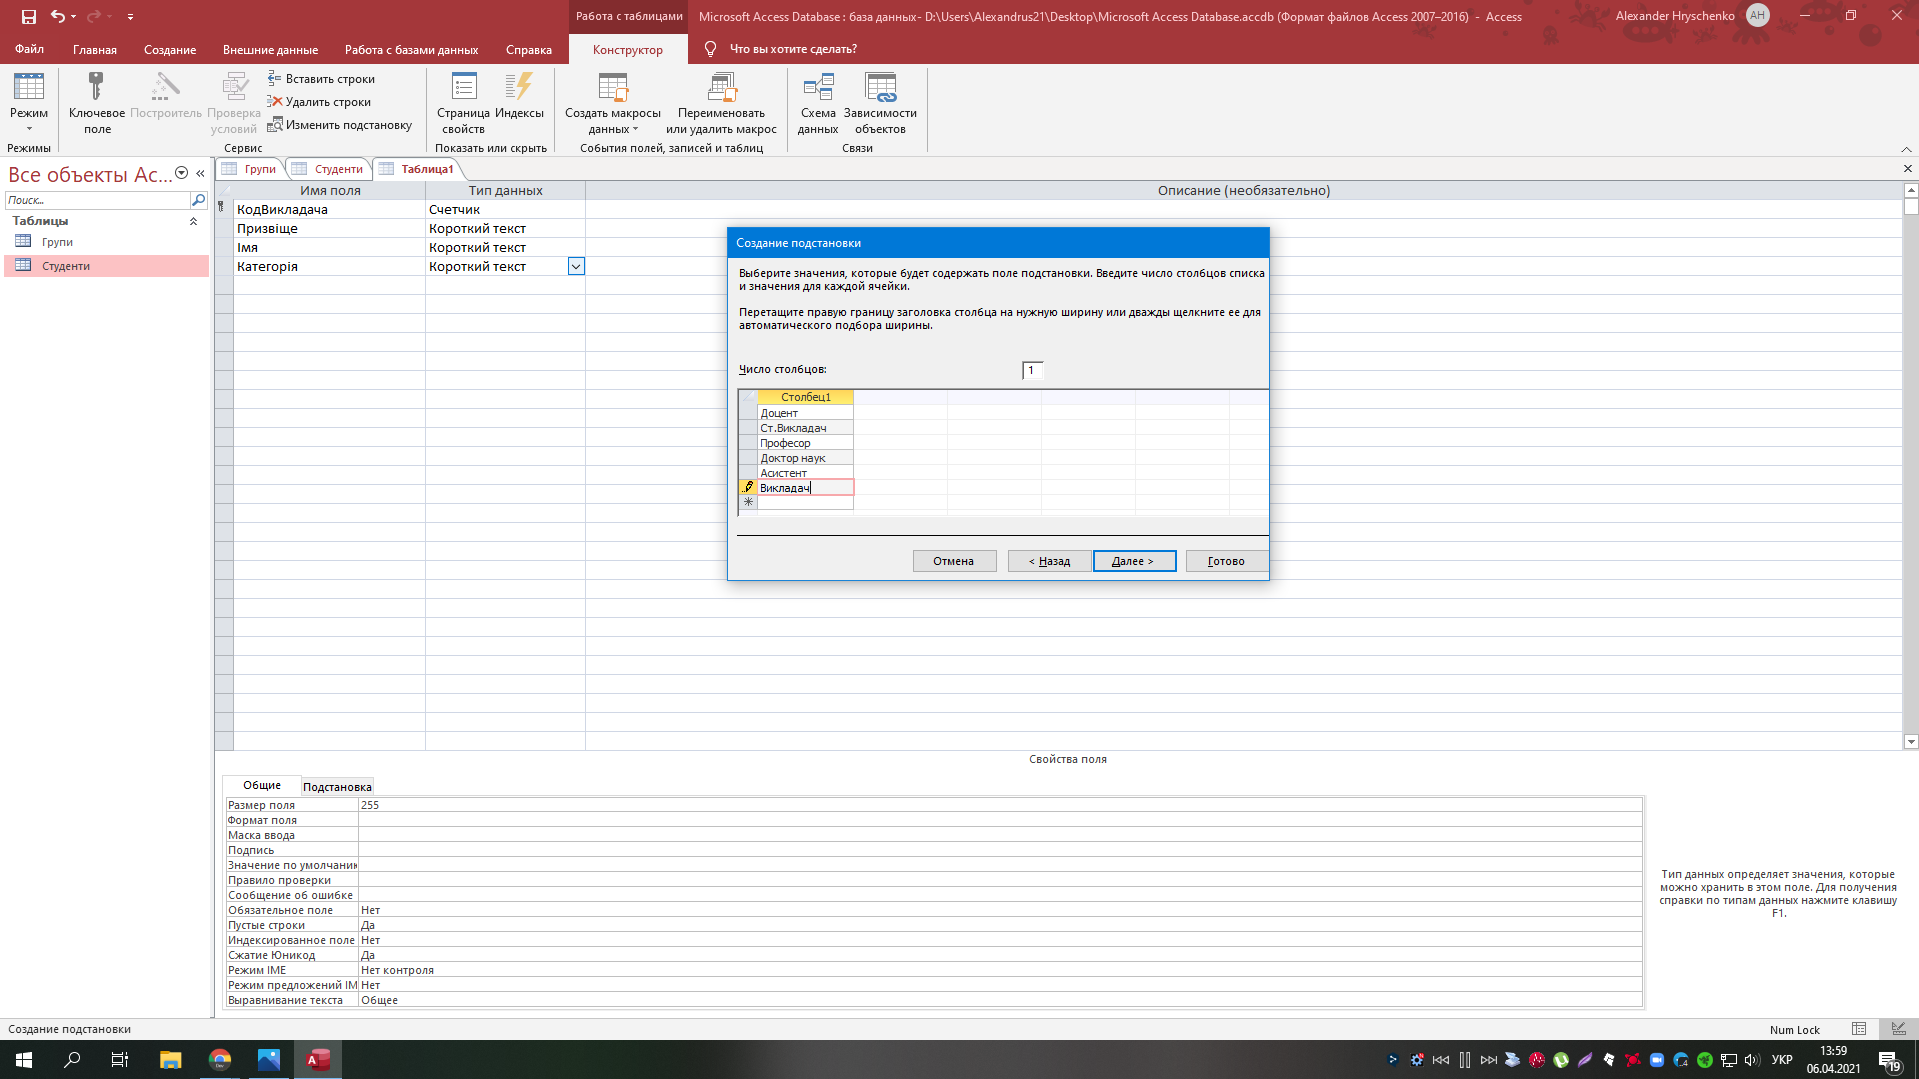 Работа с таблицами
Microsoft Access Database : база данных- D:\Users\Alexandrus21\Desktop\Microsoft Access Database.accdb (Формат файлов Access 2007–2016) - Access
Alexander Hryschenko
AH
Файл
Главная
Создание
Внешние данные
Работа с базами данных
Справка
Конструктор
Что вы хотите сделать?
Режим
Ключевое поле
Построитель
Проверка условий
Вставить строки
Удалить строки
Изменить подстановку
Страница свойств
Индексы
Создать макросы данных
Переименовать или удалить макрос
Схема данных
Зависимости объектов
Режимы
Сервис
Показать или скрыть
События полей, записей и таблиц
Связи
Все объекты Ac...
Поиск...
Таблицы
Групи
Студенти
Групи
Студенти
Таблица1
Имя поля
Тип данных
Описание (необязательно)
КодВикладача
Счетчик
Призвіще
Короткий текст
Імя
Короткий текст
Категорія
Короткий текст
Создание подстановки
Выберите значения, которые будет содержать поле подстановки. Введите число столбцов списка
и значения для каждой ячейки.
Перетащите правую границу заголовка столбца на нужную ширину или дважды щелкните ее для
автоматического подбора ширины.
Число столбцов:
1
Столбец1
Доцент
Ст.Викладач
Професор
Доктор наук
Асистент
Викладач
Отмена
< Назад
Далее >
Готово
Свойства поля
Общие
Подстановка
Размер поля
255
Формат поля
Маска ввода
Подпись
Значение по умолчани
Правило проверки
Сообщение об ошибке
Обязательное поле
Нет
Пустые строки
Да
Индексированное поле
Нет
Сжатие Юникод
Да
Режим IME
Нет контроля
Режим предложений IM
Нет
Выравнивание текста
Общее
Тип данных определяет значения, которые
можно хранить в этом поле. Для получения
справки по типам данных нажмите клавишу
F1.
Создание подстановки
Num Lock
УКР
13:59
06.04.2021
19